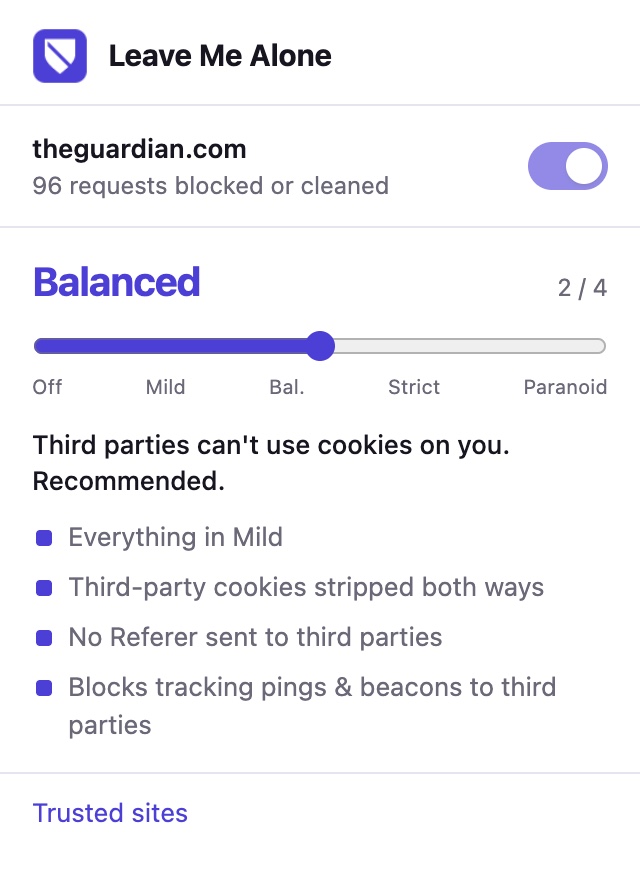 Leave Me Alone
theguardian.com
96 requests blocked or cleaned
Balanced
2 / 4
Off Mild Bal. Strict Paranoid
Third parties can't use cookies on you.
Recommended.
Everything in Mild
Third-party cookies stripped both ways
No Referer sent to third parties
Blocks tracking pings & beacons to third
parties
Trusted sites